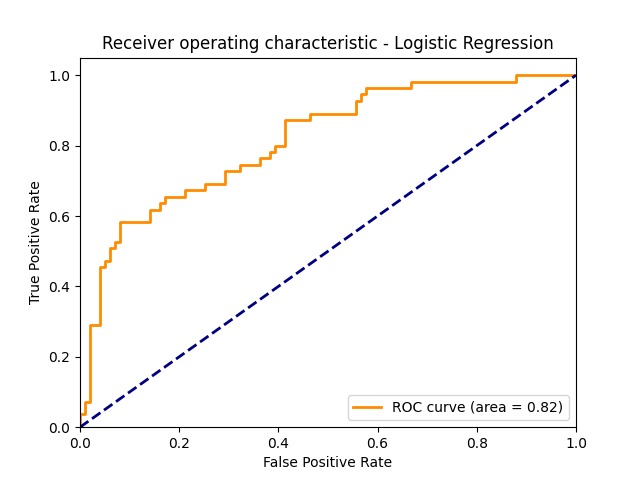 Receiver operating characteristic - Logistic Regression
1.0
0.8
0.6
0.4
0.2
0.0
True Positive Rate
ROC curve (area = 0.82)
0.0 0.2 0.4 0.6 0.8 1.0
False Positive Rate